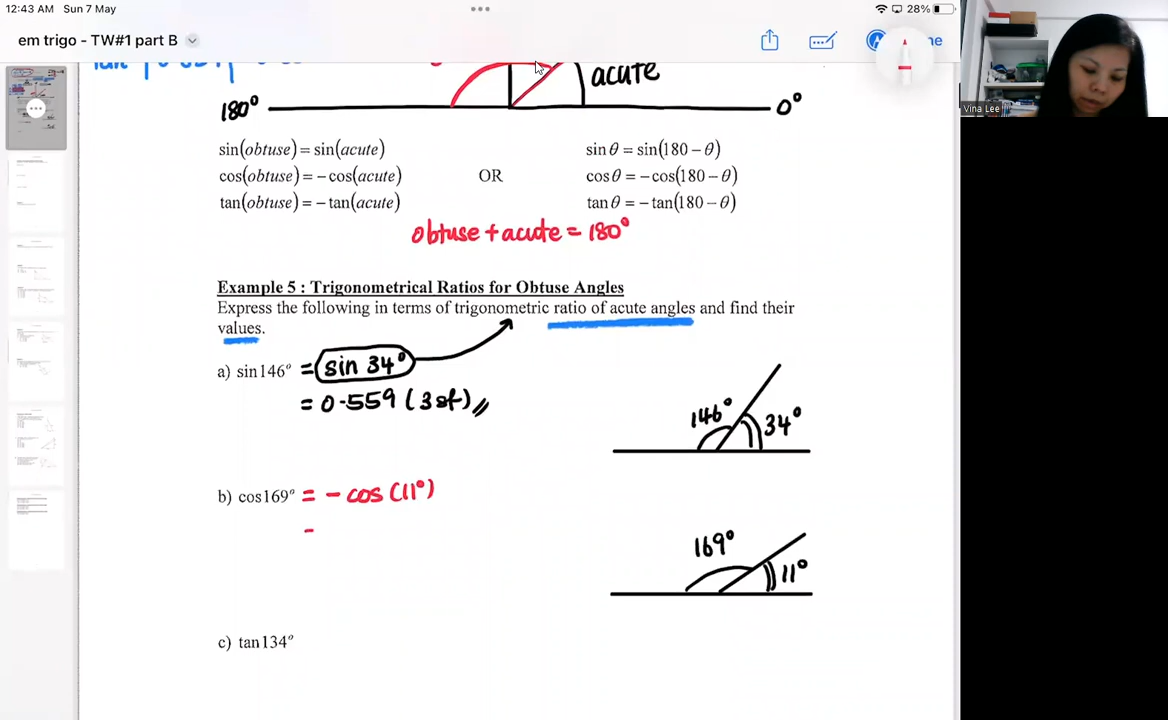 12:43 AM Sun 7 May
28%
em trigo - TW#1 part B
acute
180° 0°
sin(obtuse) = sin(acute) sin θ = sin(180 − θ)
cos(obtuse) = − cos(acute) OR cos θ = − cos(180 − θ)
tan(obtuse) = − tan(acute) tan θ = − tan(180 − θ)
obtuse + acute = 180°
Example 5 : Trigonometrical Ratios for Obtuse Angles
Express the following in terms of trigonometric ratio of acute angles and find their
values.
a) sin146° = sin 34°
= 0.559 (3sf)
146° 34°
b) cos169° = - cos (11°)
=
169° 11°
c) tan134°
Vina Lee